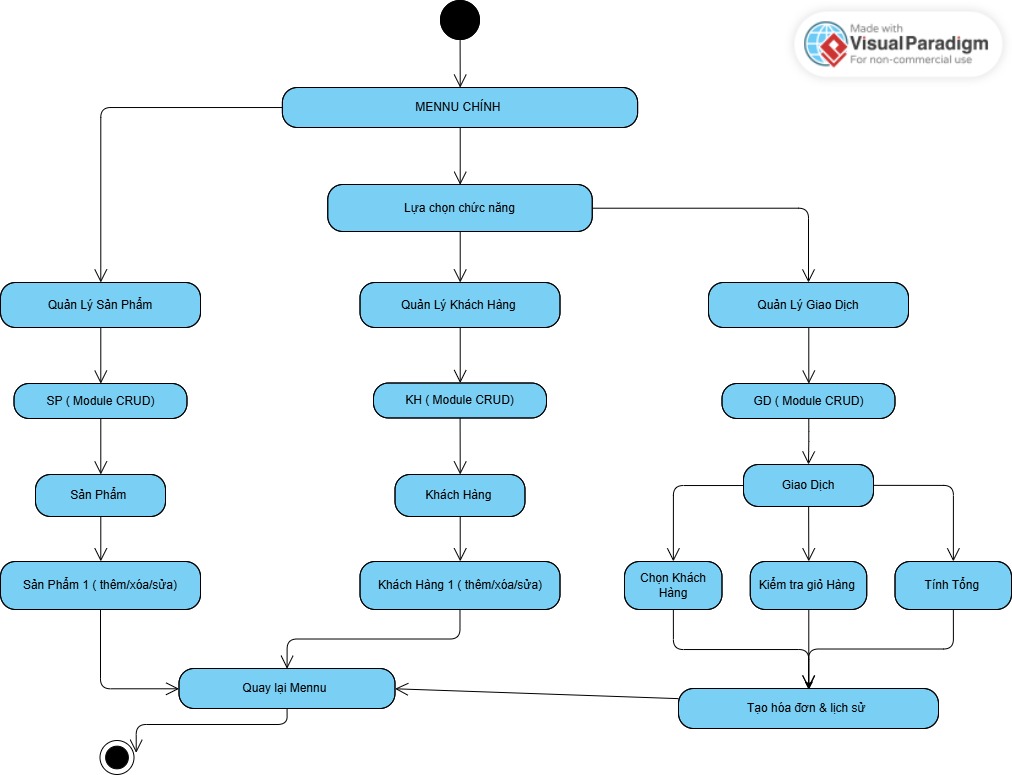 Made with
Visual Paradigm
For non-commercial use
MENNU CHÍNH
Lựa chọn chức năng
Quản Lý Sản Phẩm
Quản Lý Khách Hàng
Quản Lý Giao Dịch
SP ( Module CRUD)
KH ( Module CRUD)
GD ( Module CRUD)
Sản Phẩm
Khách Hàng
Giao Dịch
Sản Phẩm 1 ( thêm/xóa/sửa)
Khách Hàng 1 ( thêm/xóa/sửa)
Chọn Khách
Hàng
Kiểm tra giỏ Hàng
Tính Tổng
Quay lại Mennu
Tạo hóa đơn & lịch sử